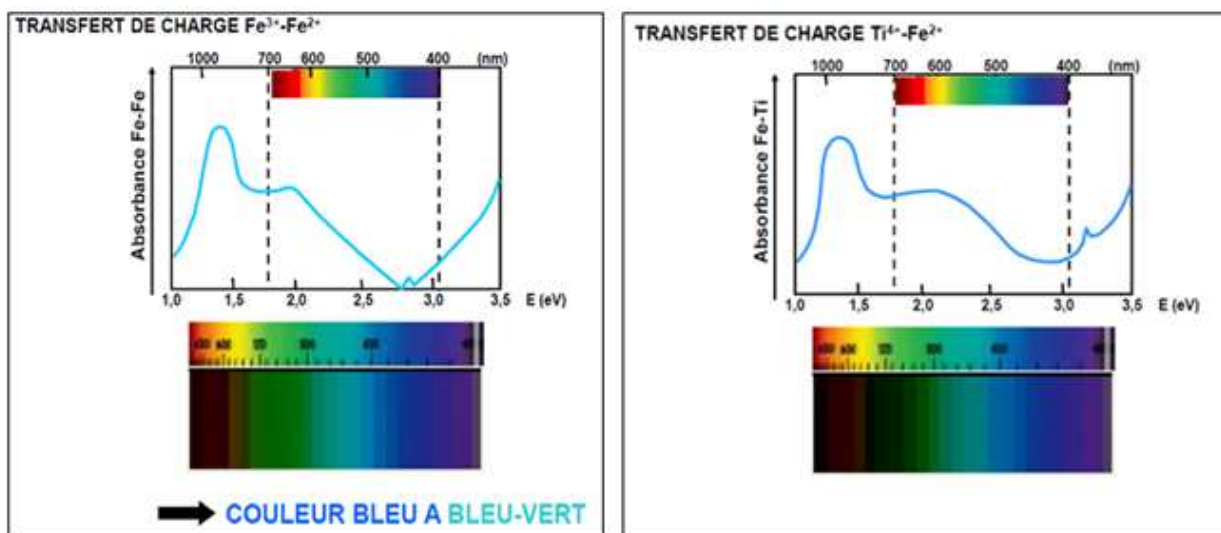 TRANSFERT DE CHARGE Fe³⁺-Fe²⁺
1000 700 600 500 400 (nm)
Absorbance Fe-Fe
1,0 1,5 2,0 2,5 3,0 3,5 E (eV)
COULEUR BLEU A BLEU-VERT
TRANSFERT DE CHARGE Ti⁴⁺-Fe²⁺
1000 700 600 500 400 (nm)
Absorbance Fe-Ti
1,0 1,5 2,0 2,5 3,0 3,5 E (eV)